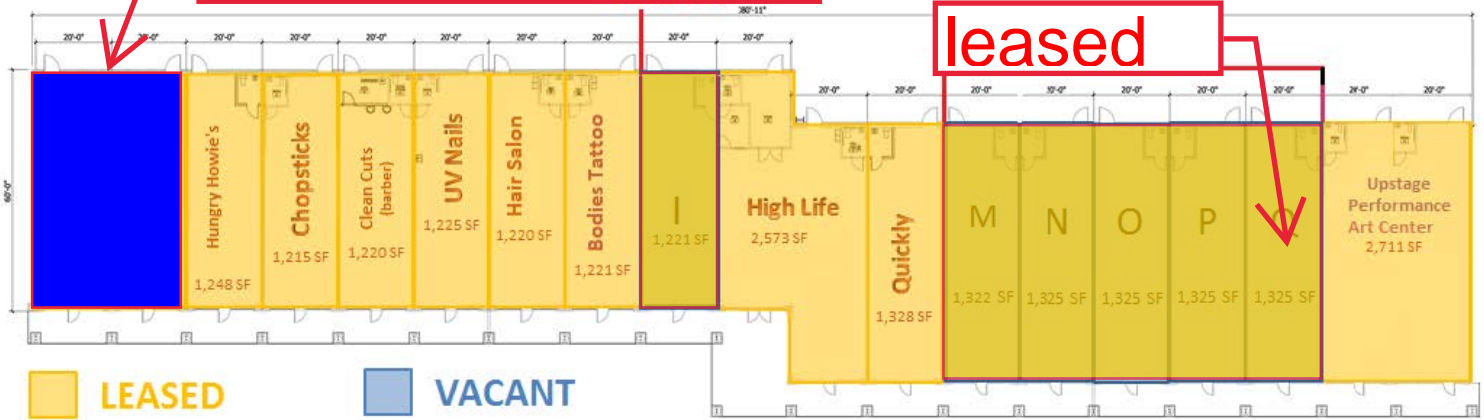 80'-11"
leased
20'-0" 20'-0" 20'-0" 20'-0" 20'-0" 20'-0" 20'-0" 20'-0" 20'-0" 20'-0"
20'-0" 20'-0" 20'-0" 20'-0" 20'-0" 20'-0" 20'-0"
60'-0"
Hungry Howie's
1,248 SF
Chopsticks
1,215 SF
Clean Cuts
(barber)
1,220 SF
UV Nails
1,225 SF
Hair Salon
1,220 SF
Bodies Tattoo
1,221 SF
I
1,221 SF
High Life
2,573 SF
Quickly
1,328 SF
M
1,322 SF
N
1,325 SF
O
1,325 SF
P
1,325 SF
Q
1,325 SF
Upstage
Performance
Art Center
2,711 SF
LEASED
VACANT